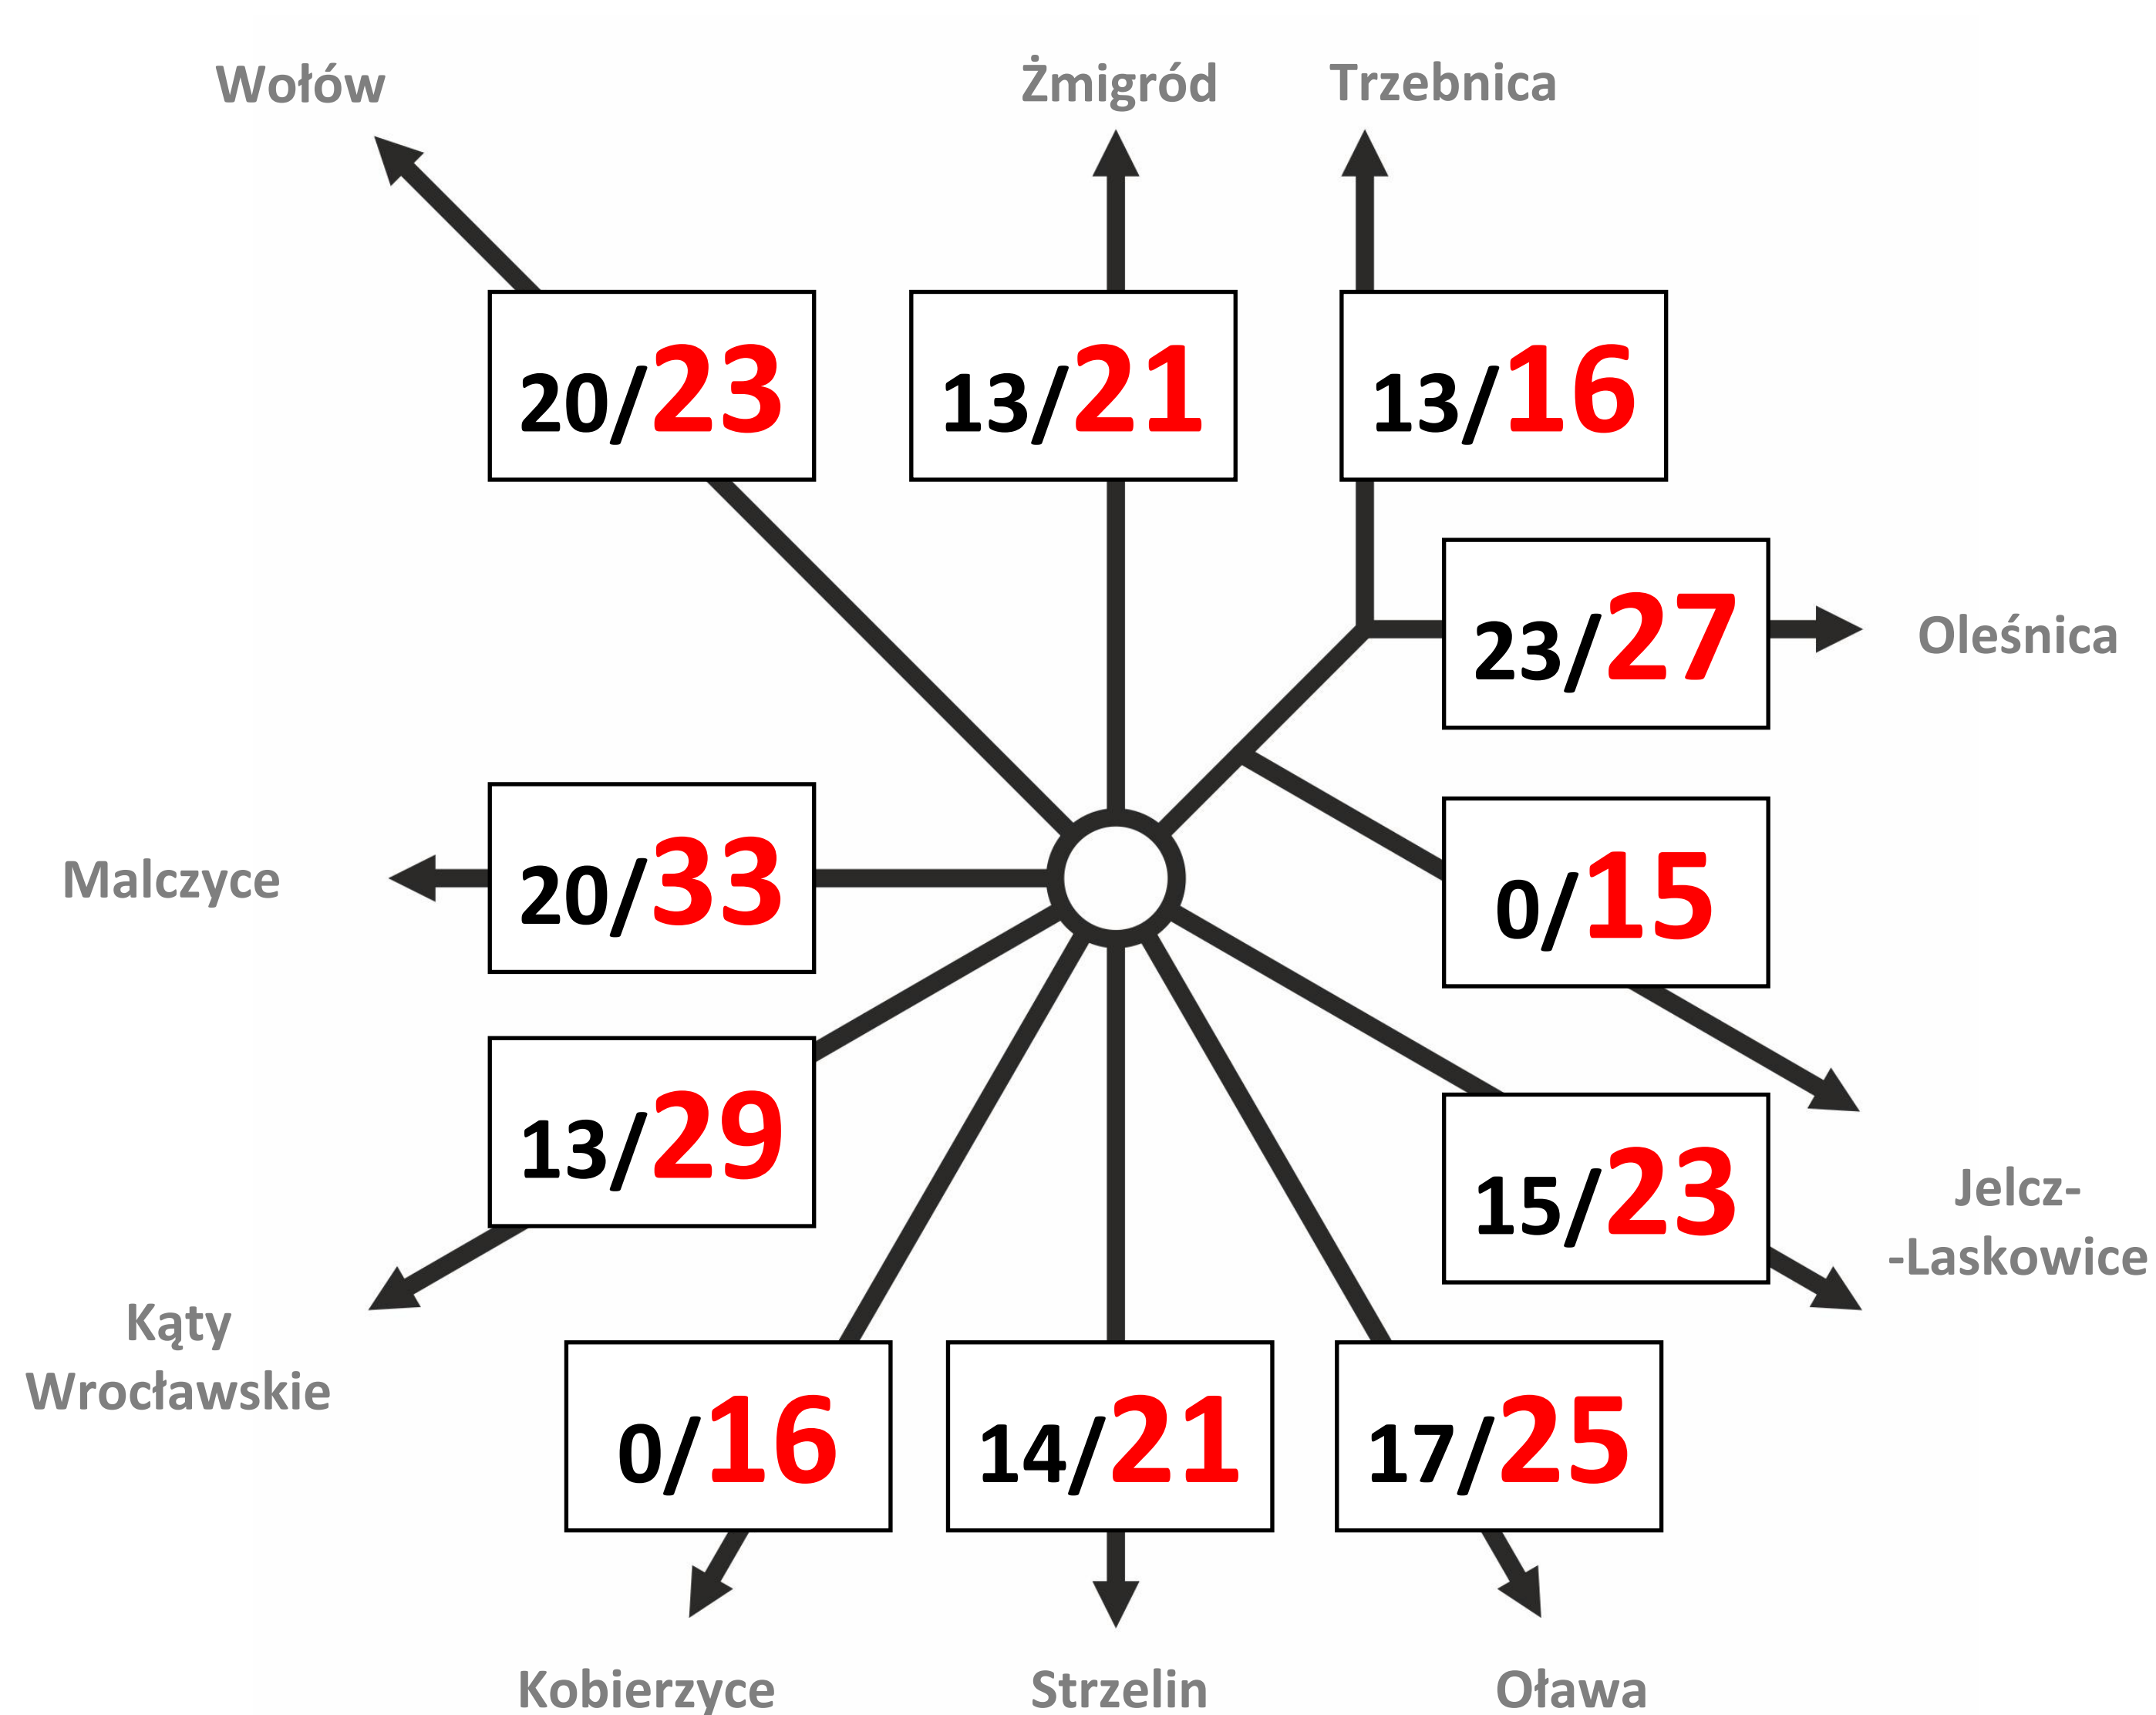 Wołów
Żmigród
Trzebnica
20/23
13/21
13/16
23/27
Oleśnica
Malczyce
20/33
0/15
13/29
15/23
Jelcz-
-Laskowice
Kąty
Wrocławskie
0/16
14/21
17/25
Kobierzyce
Strzelin
Oława